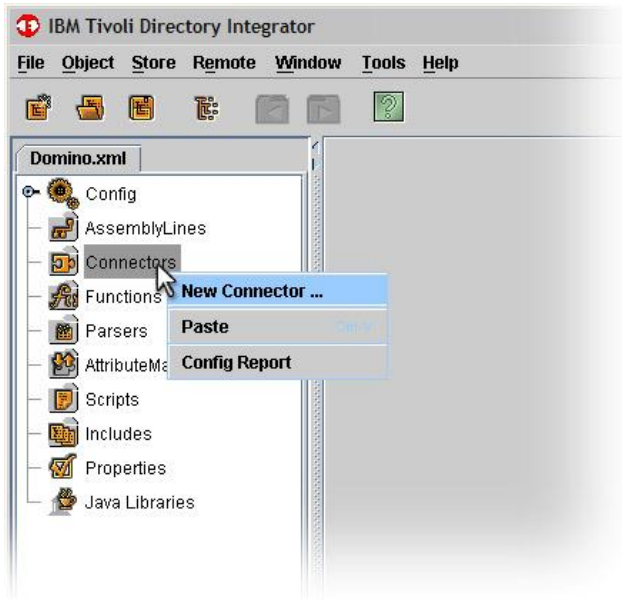 IBM Tivoli Directory Integrator
File Object Store Remote Window Tools Help
Domino.xml
Config
AssemblyLines
Connectors
New Connector ...
Functions
Paste Ctrl-V
Parsers
Config Report
AttributeMa
Scripts
Includes
Properties
Java Libraries